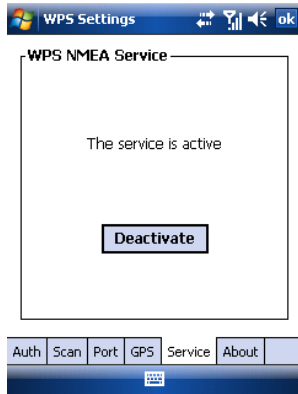 WPS Settings ok
WPS NMEA Service
The service is active
Deactivate
Auth Scan Port GPS Service About